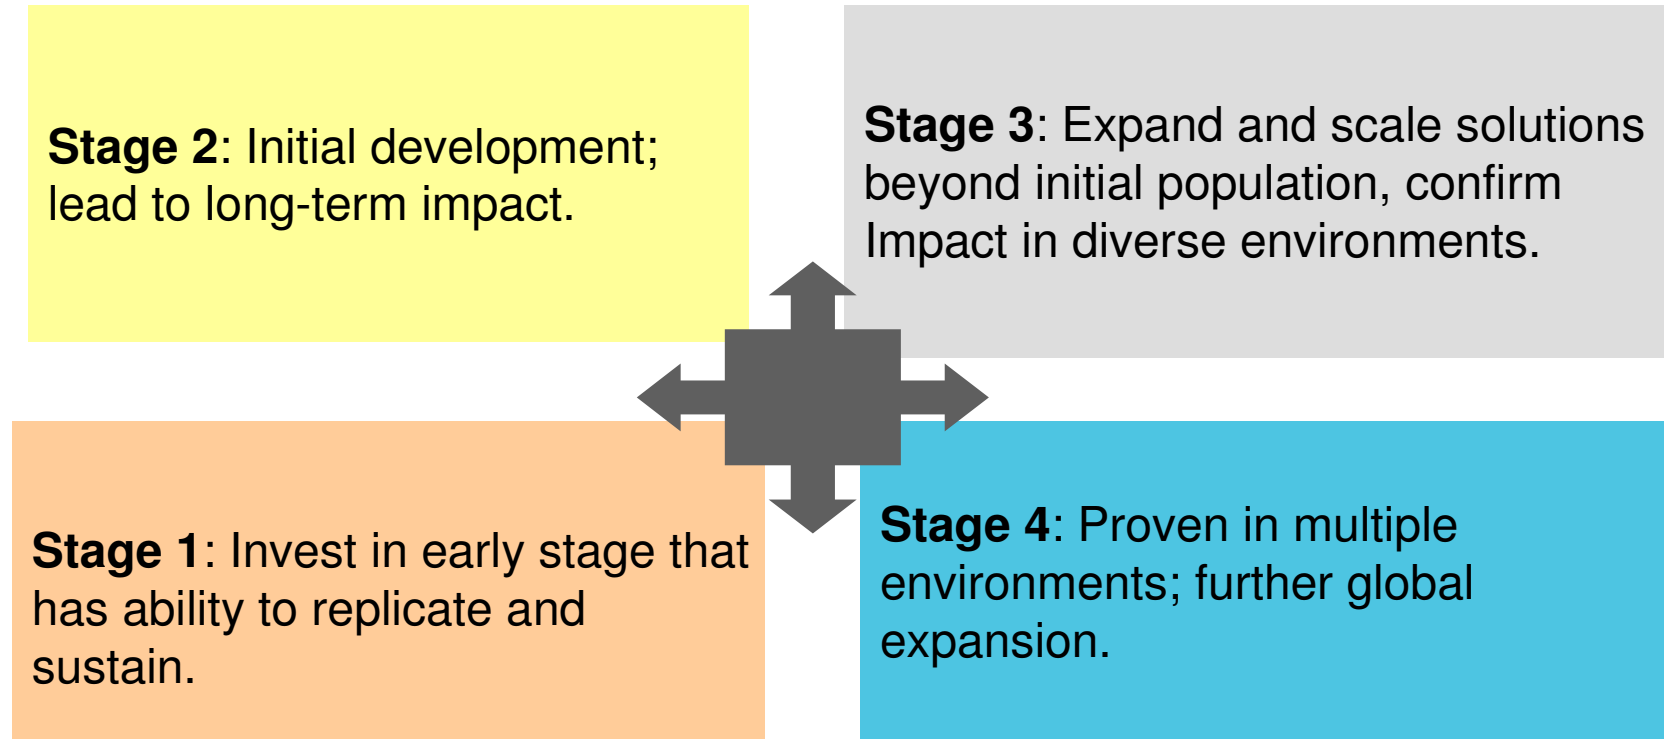 Stage 2: Initial development;
lead to long-term impact.
Stage 3: Expand and scale solutions
beyond initial population, confirm
Impact in diverse environments.
Stage 1: Invest in early stage that
has ability to replicate and
sustain.
Stage 4: Proven in multiple
environments; further global
expansion.